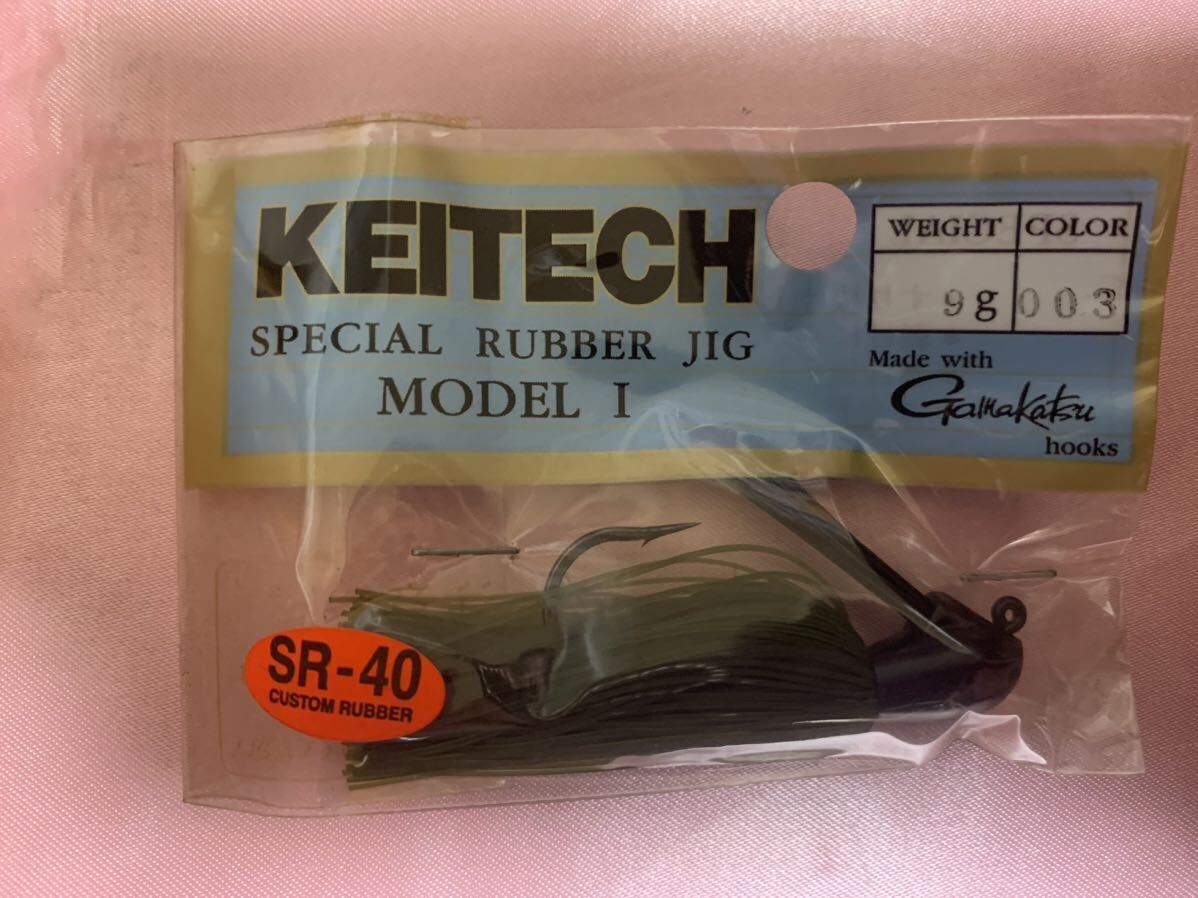 KEITECH
SPECIAL RUBBER JIG
MODEL I
WEIGHT COLOR
9g 003
Made with
Gamakatsu
hooks
SR-40
CUSTOM RUBBER